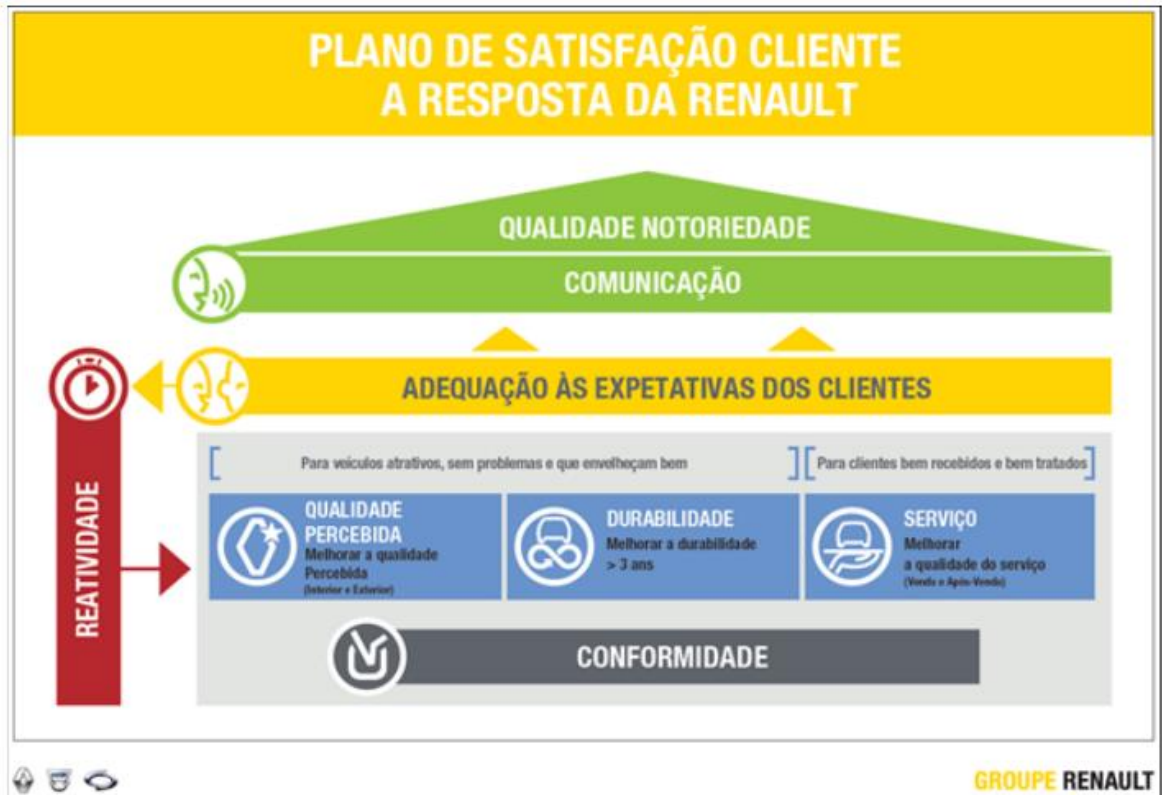 PLANO DE SATISFAÇÃO CLIENTE
A RESPOSTA DA RENAULT
QUALIDADE NOTORIEDADE
COMUNICAÇÃO
ADEQUAÇÃO ÀS EXPETATIVAS DOS CLIENTES
REATIVIDADE
Para veículos atrativos, sem problemas e que envelheçam bem
Para clientes bem recebidos e bem tratados
QUALIDADE
PERCEBIDA
Melhorar a qualidade
Percebida
(Interior e Exterior)
DURABILIDADE
Melhorar a durabilidade
> 3 ans
SERVIÇO
Melhorar
a qualidade do serviço
(Venda e Após-Venda)
CONFORMIDADE
GROUPE RENAULT